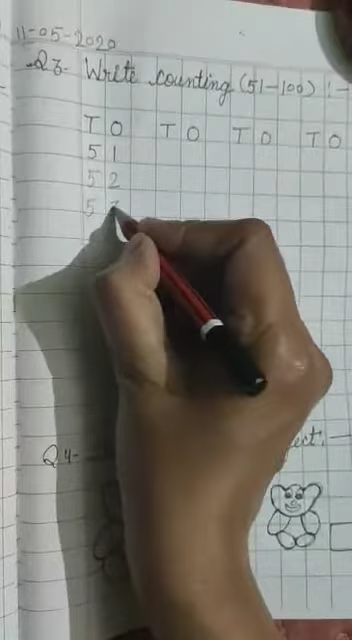 11-05-2020
Q3- Write counting (51-100) :-
T O T O T O T O
5 1
5 2
5
Q4-